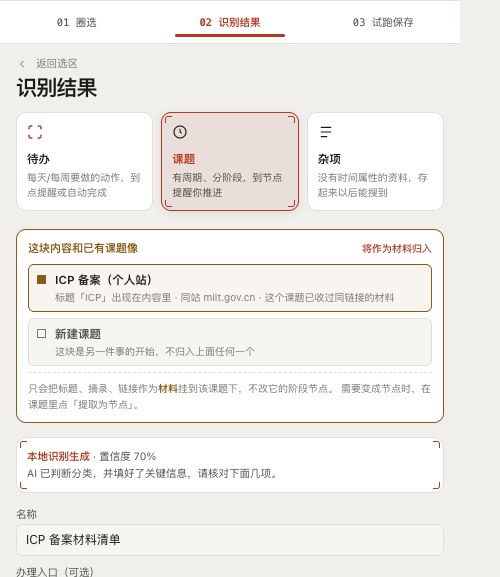 01 圈选
02 识别结果
03 试跑保存
返回选区
识别结果
待办
每天/每周要做的动作，到
点提醒或自动完成
课题
有周期、分阶段，到节点
提醒你推进
杂项
没有时间属性的资料，存
起来以后能搜到
这块内容和已有课题像
将作为材料归入
ICP 备案（个人站）
标题「ICP」出现在内容里 · 同站 miit.gov.cn · 这个课题已收过同链接的材料
新建课题
这块是另一件事的开始，不归入上面任何一个
只会把标题、摘录、链接作为材料挂到该课题下，不改它的阶段节点。 需要变成节点时，在
课题里点「提取为节点」。
本地识别生成 · 置信度 70%
AI 已判断分类，并填好了关键信息，请核对下面几项。
名称
ICP 备案材料清单
办理入口（可选）